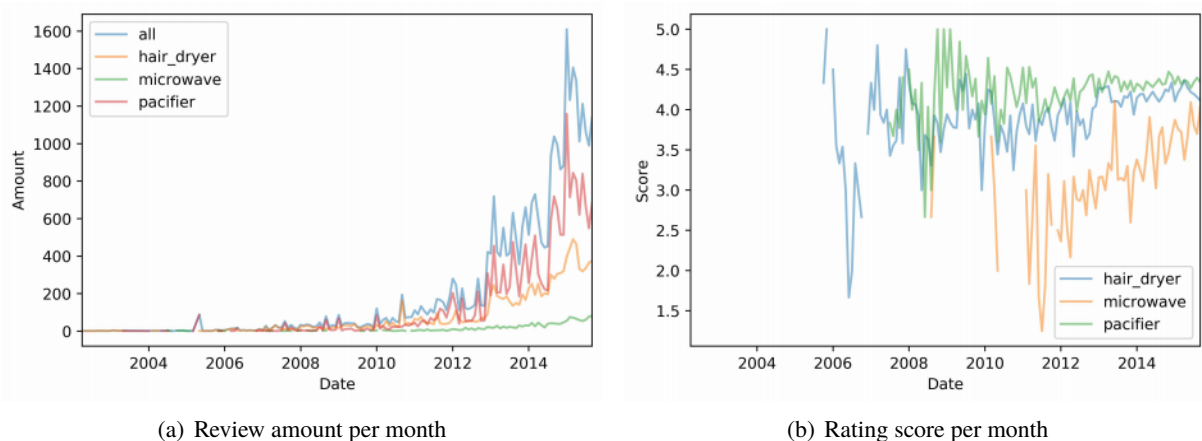 all
hair_dryer
microwave
pacifier
1600
1400
1200
1000
800
600
400
200
0
Amount
2004 2006 2008 2010 2012 2014
Date
(a) Review amount per month
5.0
4.5
4.0
3.5
3.0
2.5
2.0
1.5
Score
hair_dryer
microwave
pacifier
2004 2006 2008 2010 2012 2014
Date
(b) Rating score per month